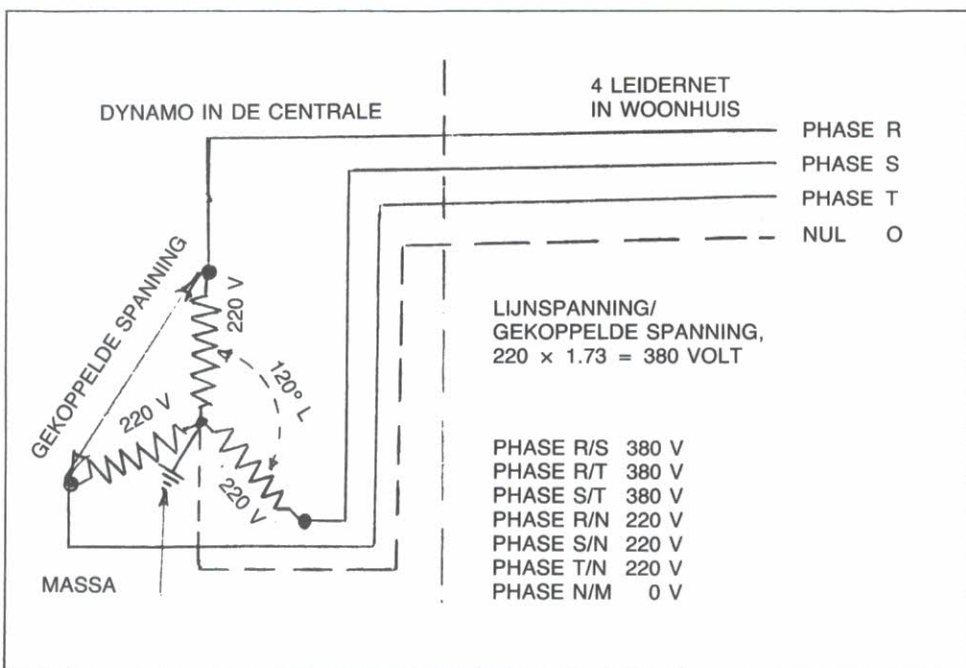 DYNAMO IN DE CENTRALE
4 LEIDERNET
IN WOONHUIS
PHASE R
PHASE S
PHASE T
NUL O
GEKOPPELDE SPANNING
220 V
120° L
220 V
220 V
MASSA
LIJNSPANNING/
GEKOPPELDE SPANNING,
220 × 1.73 = 380 VOLT
PHASE R/S 380 V
PHASE R/T 380 V
PHASE S/T 380 V
PHASE R/N 220 V
PHASE S/N 220 V
PHASE T/N 220 V
PHASE N/M 0 V